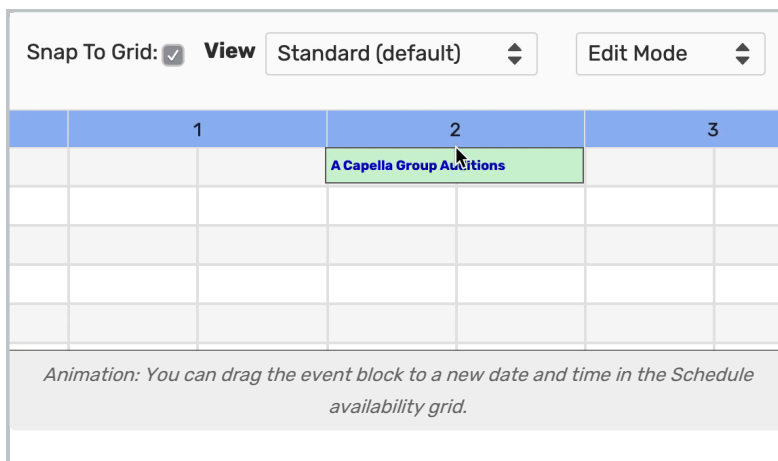 Snap To Grid: View Standard (default) Edit Mode
1 2 3
A Capella Group Auditions
Animation: You can drag the event block to a new date and time in the Schedule
availability grid.